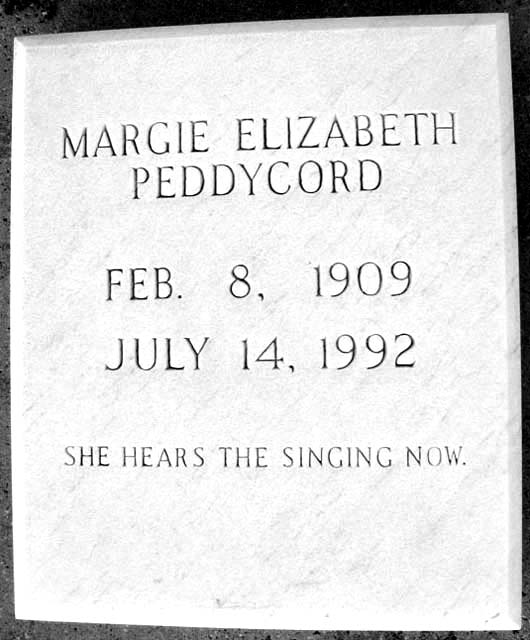 MARGIE ELIZABETH
PEDDYCORD
FEB. 8, 1909
JULY 14, 1992
SHE HEARS THE SINGING NOW.